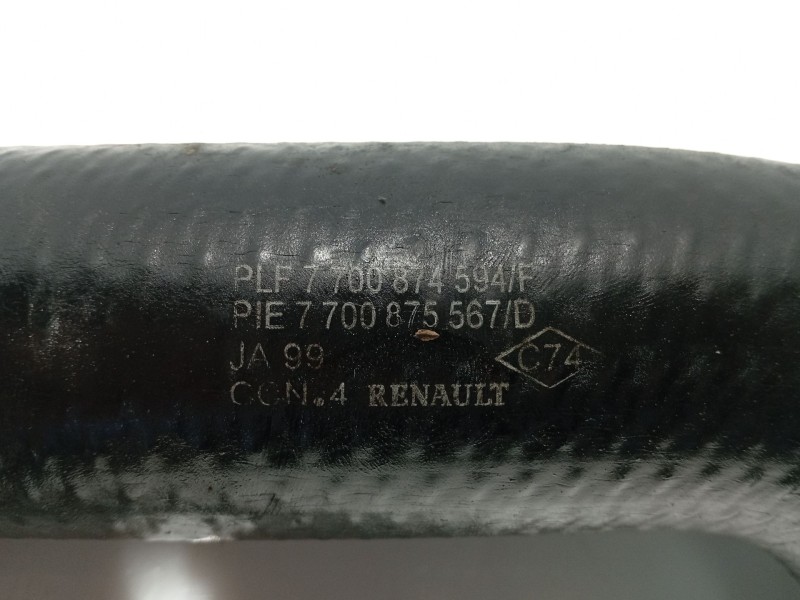 PLF 7 700 874 594/F
PIE 7 700 875 567/D
JA 99 C74
CCN.4 RENAULT